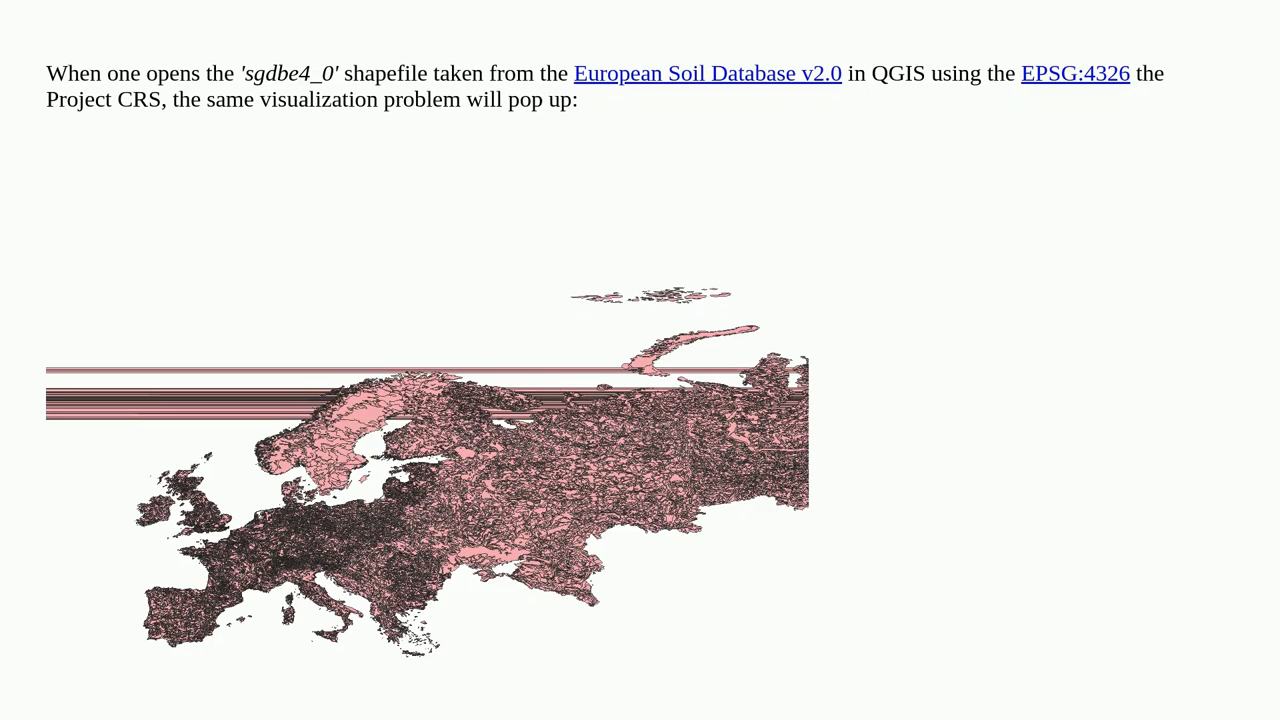 When one opens the 'sgdbe4_0' shapefile taken from the European Soil Database v2.0 in QGIS using the EPSG:4326 the
Project CRS, the same visualization problem will pop up: